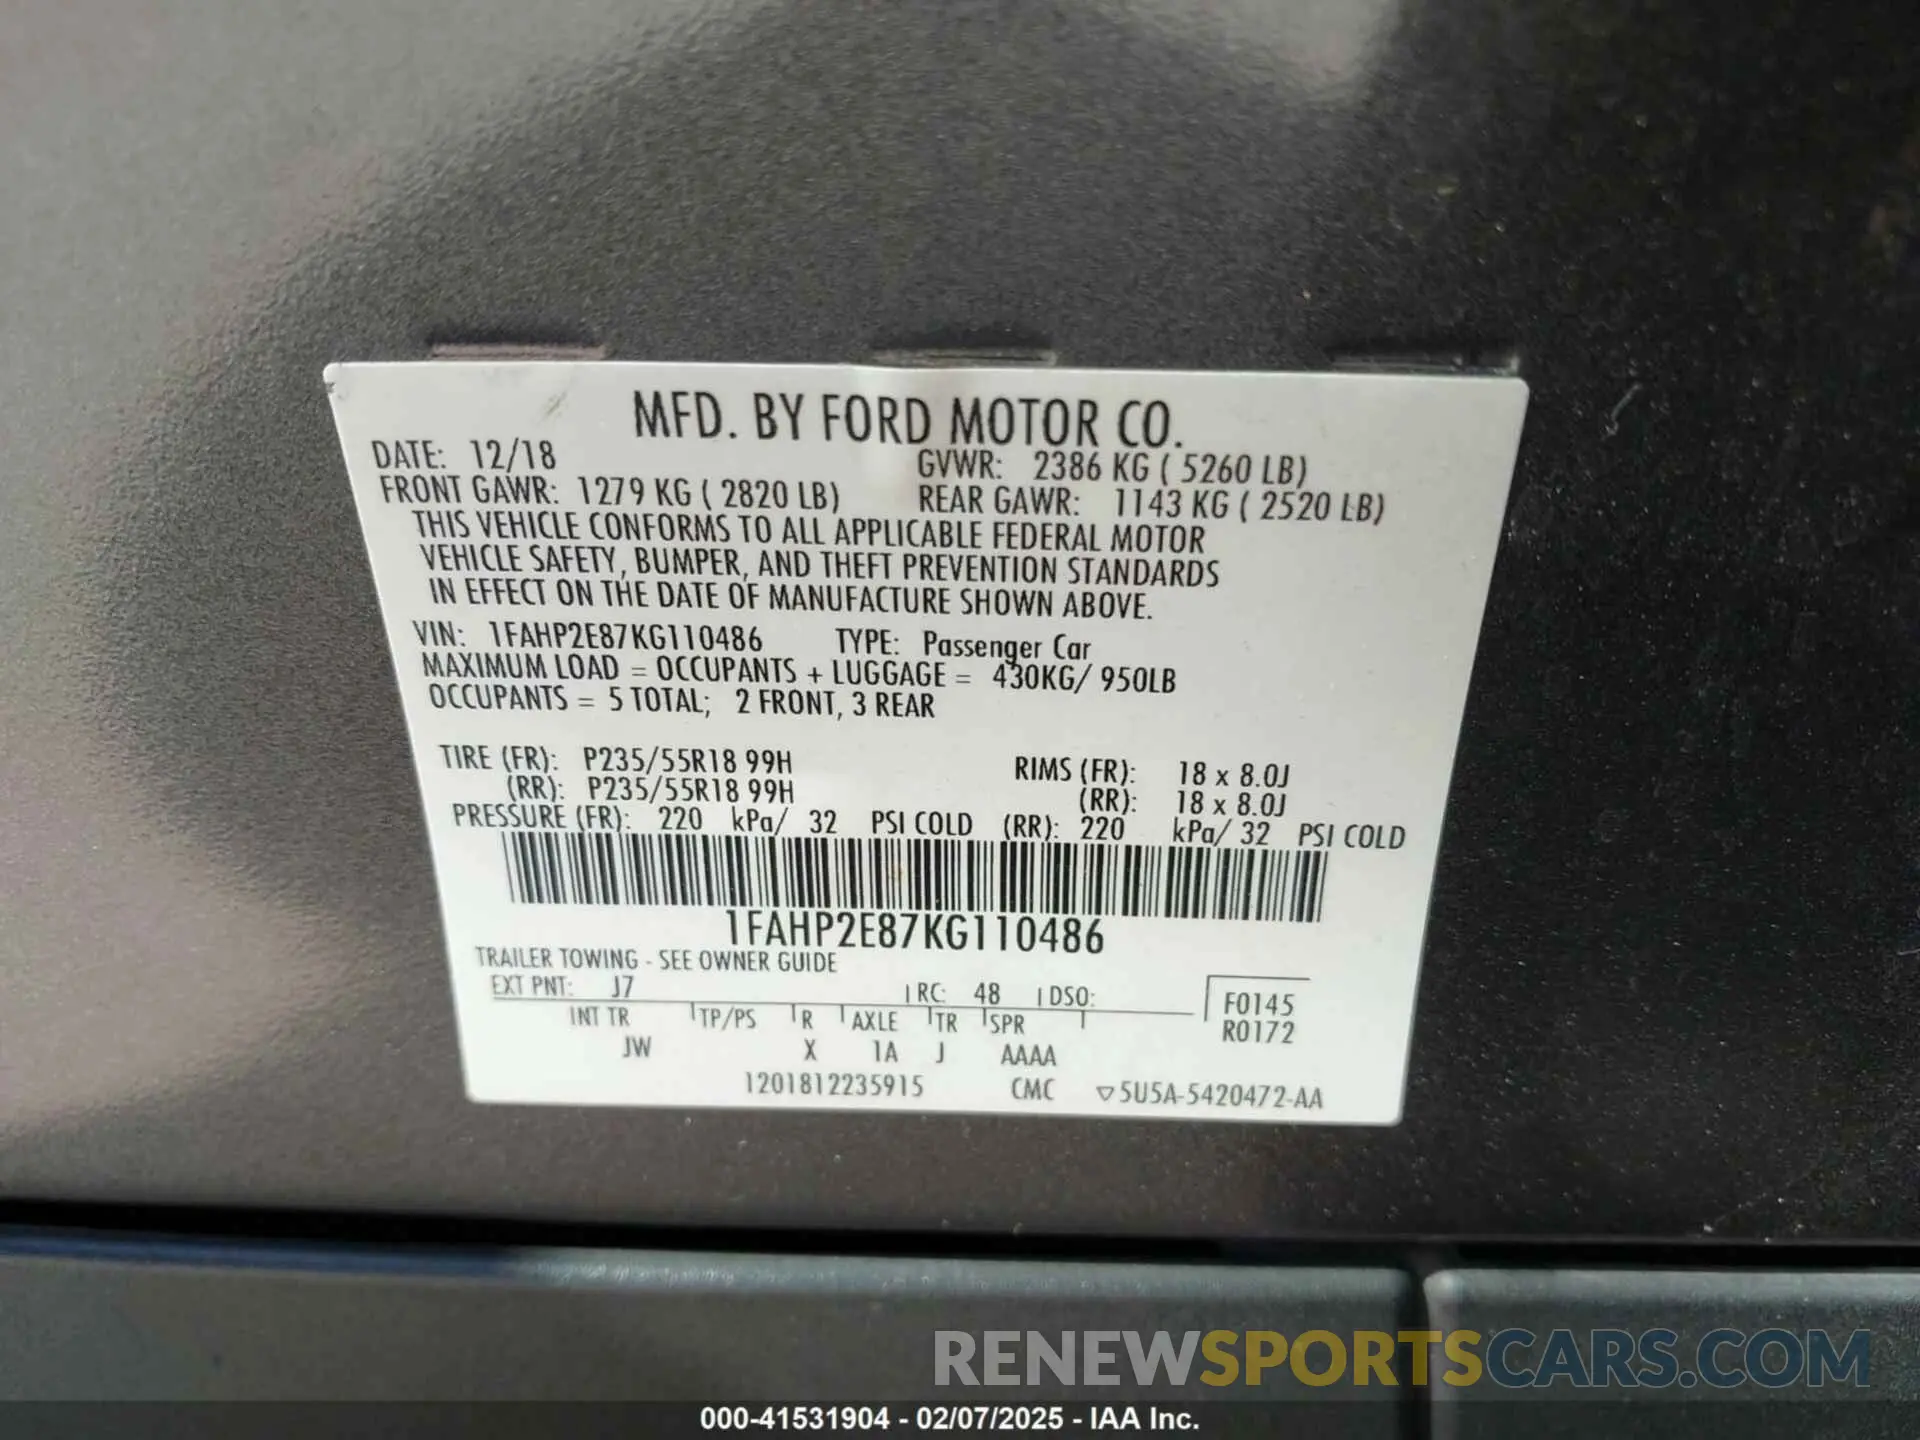 MFD. BY FORD MOTOR CO.
DATE: 12/18 GVWR: 2386 KG ( 5260 LB)
FRONT GAWR: 1279 KG ( 2820 LB) REAR GAWR: 1143 KG ( 2520 LB)
THIS VEHICLE CONFORMS TO ALL APPLICABLE FEDERAL MOTOR
VEHICLE SAFETY, BUMPER, AND THEFT PREVENTION STANDARDS
IN EFFECT ON THE DATE OF MANUFACTURE SHOWN ABOVE.
VIN: 1FAHP2E87KG110486 TYPE: Passenger Car
MAXIMUM LOAD = OCCUPANTS + LUGGAGE = 430KG/ 950LB
OCCUPANTS = 5 TOTAL; 2 FRONT, 3 REAR
TIRE (FR): P235/55R18 99H RIMS (FR): 18 x 8.0J
(RR): P235/55R18 99H (RR): 18 x 8.0J
PRESSURE (FR): 220 kPa/ 32 PSI COLD (RR): 220 kPa/ 32 PSI COLD
1FAHP2E87KG110486
TRAILER TOWING - SEE OWNER GUIDE
EXT PNT: J7 RC: 48 DSO: F0145
INT TR TP/PS R AXLE TR SPR R0172
JW X 1A J AAAA
1201812235915 CMC ▽5U5A-5420472-AA
RENEWSPORTSCARS.COM
000-41531904 - 02/07/2025 - IAA Inc.